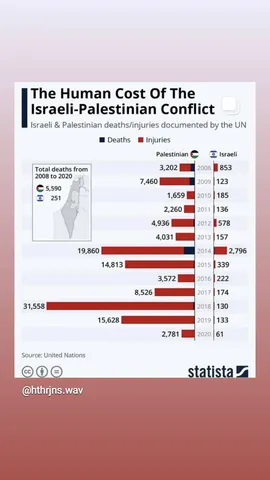 The Human Cost Of The
Israeli-Palestinian Conflict
Israeli & Palestinian deaths/injuries documented by the UN
Deaths Injuries
Palestinian Israeli
Total deaths from
2008 to 2020
5,590
251
3,202 2008 853
7,460 2009 123
1,659 2010 185
2,260 2011 136
4,936 2012 578
4,031 2013 157
19,860 2014 2,796
14,813 2015 339
3,572 2016 222
8,526 2017 174
31,558 2018 130
15,628 2019 133
2,781 2020 61
Source: United Nations
statista
@hthrjns.wav